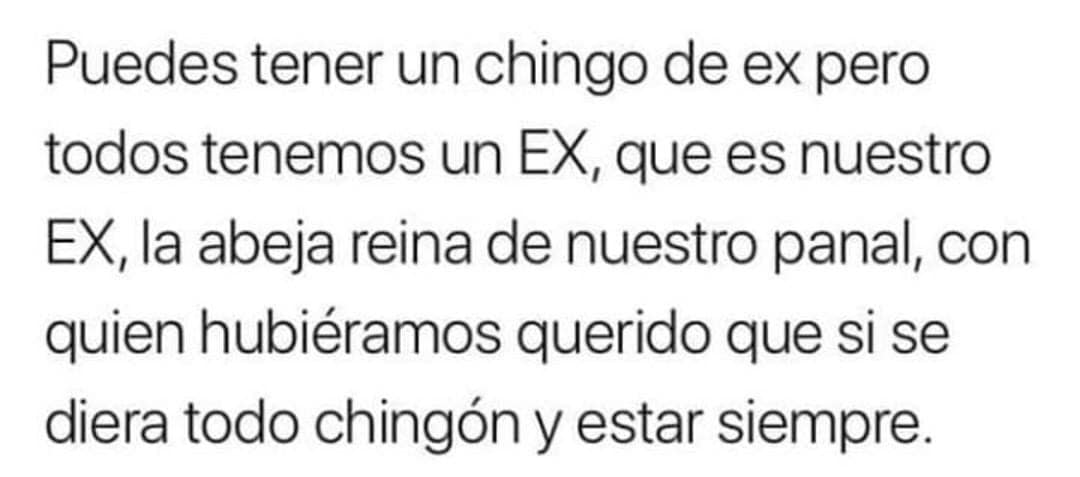 Puedes tener un chingo de ex pero
todos tenemos un EX, que es nuestro
EX, la abeja reina de nuestro panal, con
quien hubiéramos querido que si se
diera todo chingón y estar siempre.